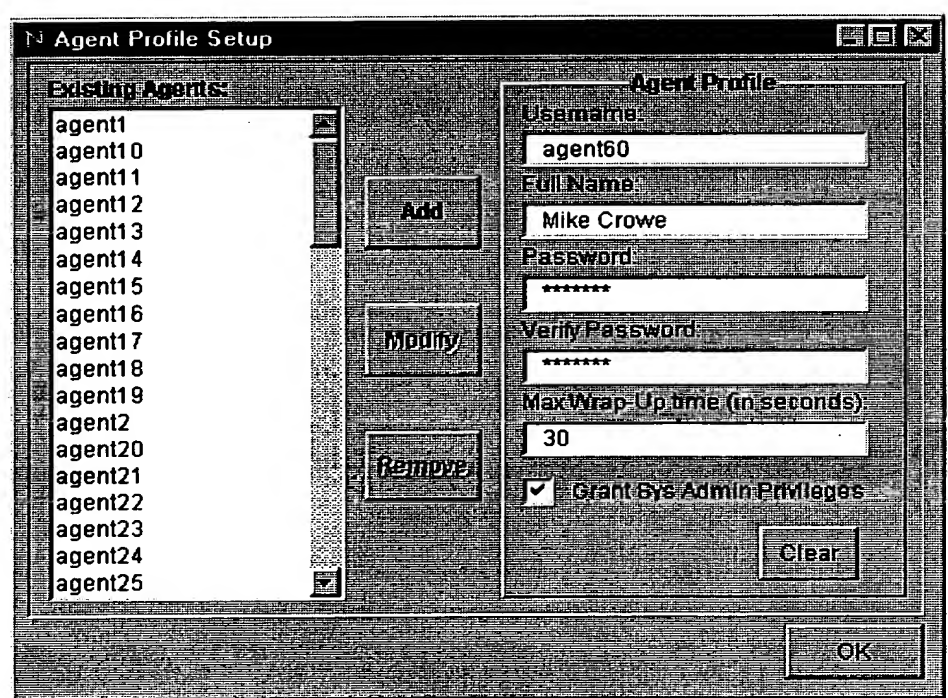 Agent Profile Setup
Existing Agents:
agent1
agent10
agent11
agent12
agent13
agent14
agent15
agent16
agent17
agent18
agent19
agent2
agent20
agent21
agent22
agent23
agent24
agent25
Add
Modify
Remove
Agent Profile
Username:
agent60
Full Name:
Mike Crowe
Password:
*******
Verify Password:
*******
Max Wrap-Up time (in seconds):
30
Grant Sys Admin Privileges
Clear
OK